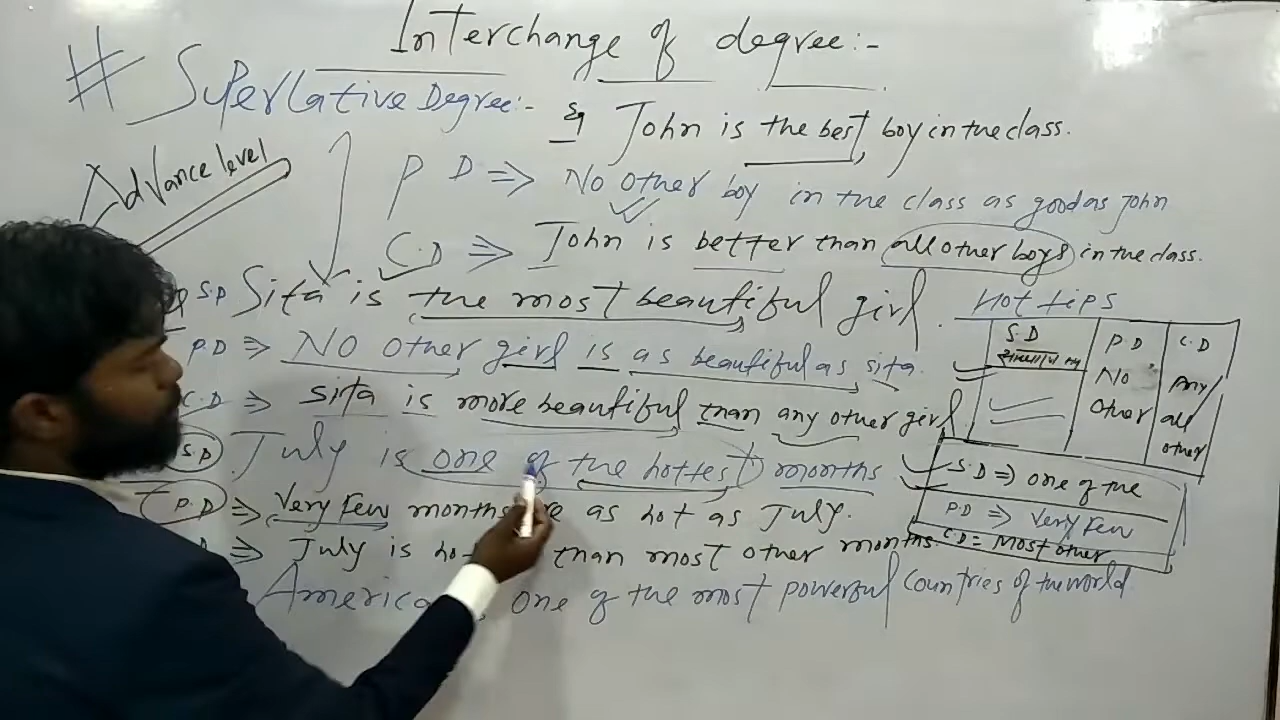 Interchange of degree:-
# Superlative Degree:- eg John is the best boy in the class.
Advance level
P D ⇒ No other boy in the class as good as John
C.D ⇒ John is better than all other boys in the class.
S.D Sita is the most beautiful girl.
P.D ⇒ No other girl is as beautiful as sita.
C.D ⇒ sita is more beautiful than any other girl
S.D July is one of the hottest months
P.D ⇒ Very Few months as hot as July.
⇒ July is than most other months.
America one of the most powerful countries of the world
Hot tips
S.D P.D C.D
No other Any/all other
S.D ⇒ one of the
P.D ⇒ Very Few
C.D = Most other